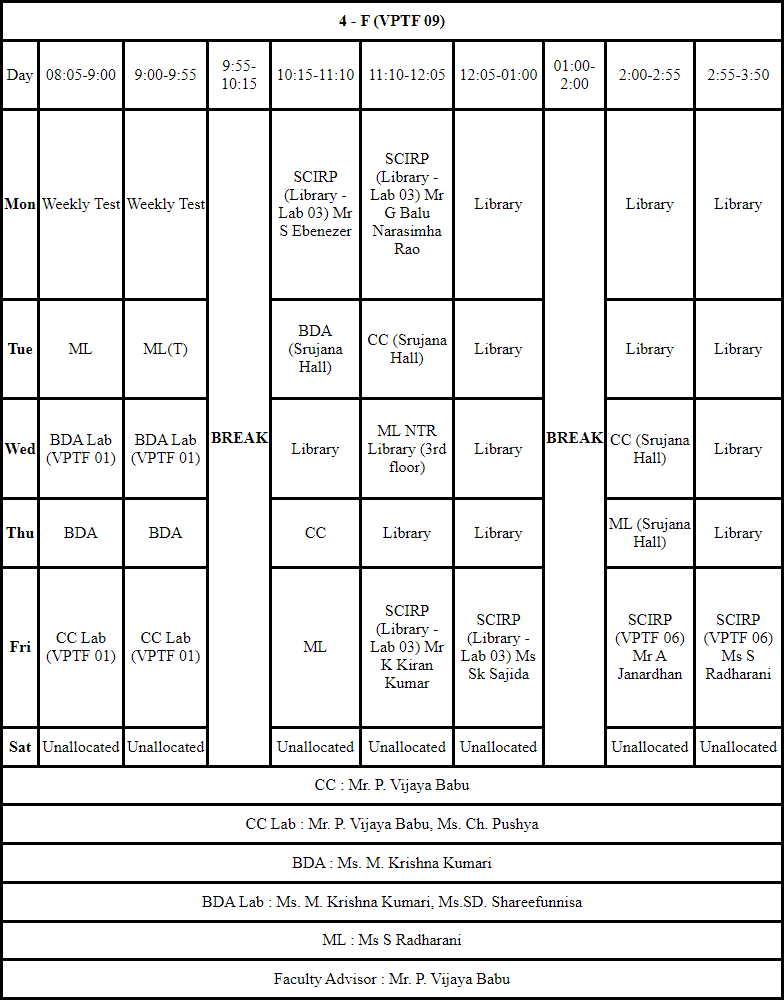 4 - F (VPTF 09)
Day 08:05-9:00 9:00-9:55 9:55-10:15 10:15-11:10 11:10-12:05 12:05-01:00 01:00-2:00 2:00-2:55 2:55-3:50
Mon Weekly Test Weekly Test BREAK SCIRP (Library - Lab 03) Mr S Ebenezer SCIRP (Library - Lab 03) Mr G Balu Narasimha Rao Library BREAK Library Library
Tue ML ML(T) BDA (Srujana Hall) CC (Srujana Hall) Library Library Library
Wed BDA Lab (VPTF 01) BDA Lab (VPTF 01) Library ML NTR Library (3rd floor) Library CC (Srujana Hall) Library
Thu BDA BDA CC Library Library ML (Srujana Hall) Library
Fri CC Lab (VPTF 01) CC Lab (VPTF 01) ML SCIRP (Library - Lab 03) Mr K Kiran Kumar SCIRP (Library - Lab 03) Ms Sk Sajida SCIRP (VPTF 06) Mr A Janardhan SCIRP (VPTF 06) Ms S Radharani
Sat Unallocated Unallocated Unallocated Unallocated Unallocated Unallocated Unallocated
CC : Mr. P. Vijaya Babu
CC Lab : Mr. P. Vijaya Babu, Ms. Ch. Pushya
BDA : Ms. M. Krishna Kumari
BDA Lab : Ms. M. Krishna Kumari, Ms.SD. Shareefunnisa
ML : Ms S Radharani
Faculty Advisor : Mr. P. Vijaya Babu